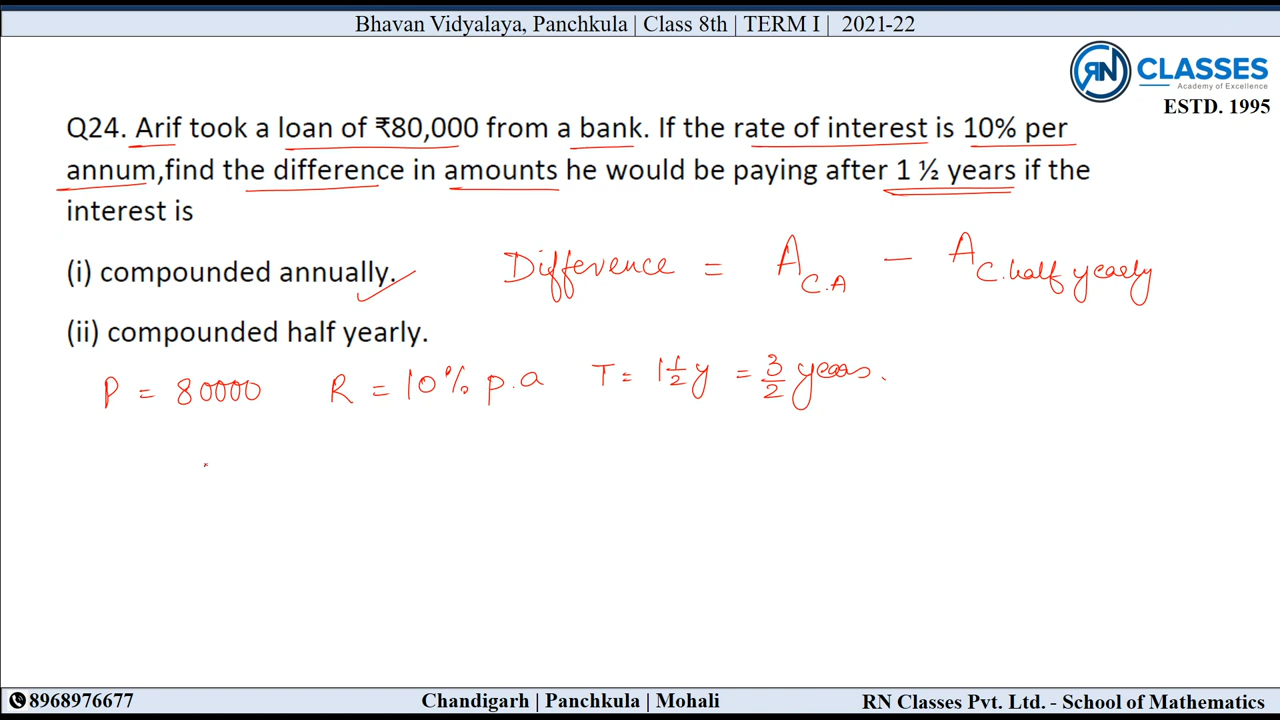 Bhavan Vidyalaya, Panchkula | Class 8th | TERM I | 2021-22
RN CLASSES
Academy of Excellence
ESTD. 1995
Q24. Arif took a loan of ₹80,000 from a bank. If the rate of interest is 10% per
annum,find the difference in amounts he would be paying after 1 ½ years if the
interest is
(i) compounded annually.
Difference = A C.A — A C.half yearly
(ii) compounded half yearly.
P = 80000 R = 10% p.a T = 1 1/2 y = 3/2 years.
8968976677
Chandigarh | Panchkula | Mohali
RN Classes Pvt. Ltd. - School of Mathematics